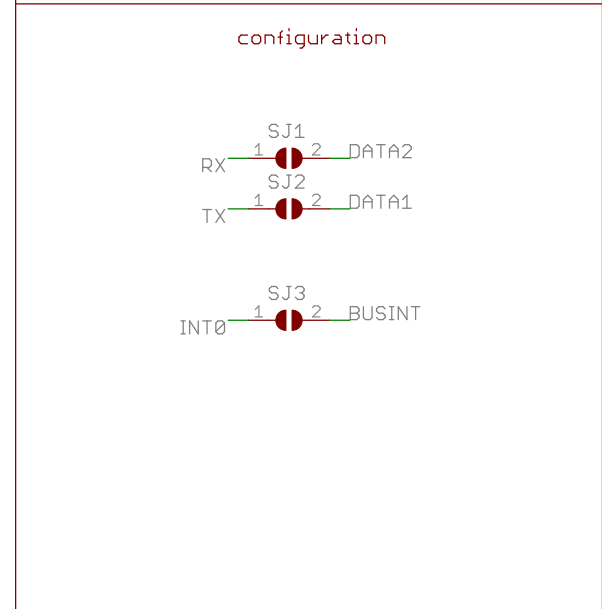 configuration
SJ1
RX 1 2 DATA2
SJ2
TX 1 2 DATA1
SJ3
INT0 1 2 BUSINT